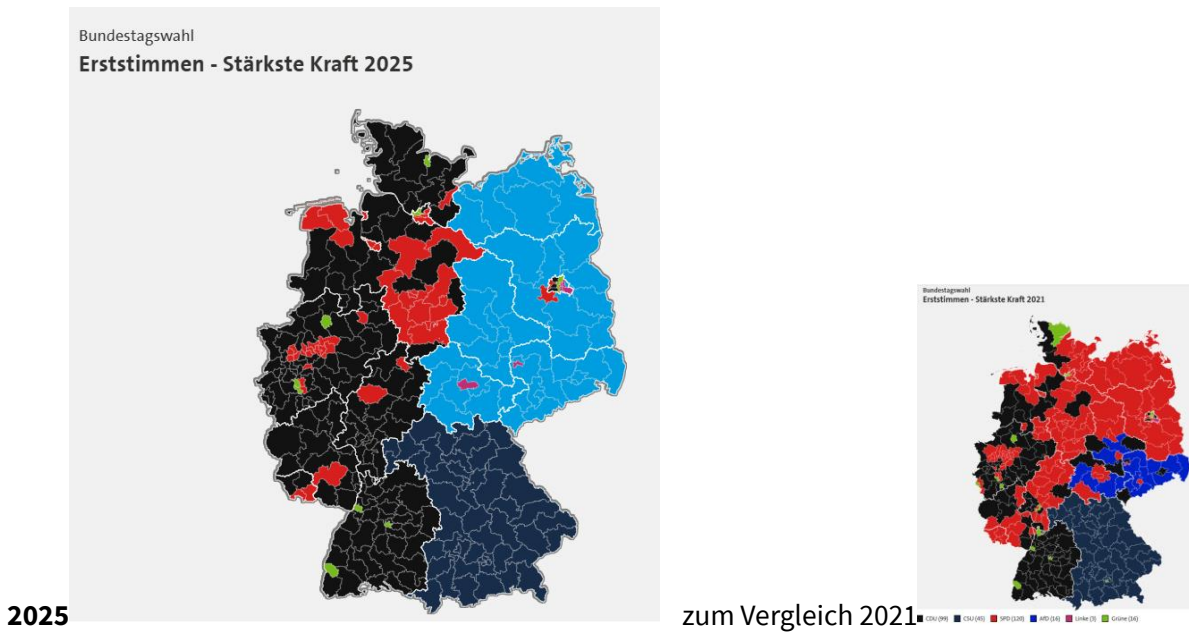 Bundestagswahl
Erststimmen - Stärkste Kraft 2025
2025
zum Vergleich 2021
Bundestagswahl
Erststimmen - Stärkste Kraft 2021
CDU (99) CSU (45) SPD (120) AfD (16) Linke (3) Grüne (16)